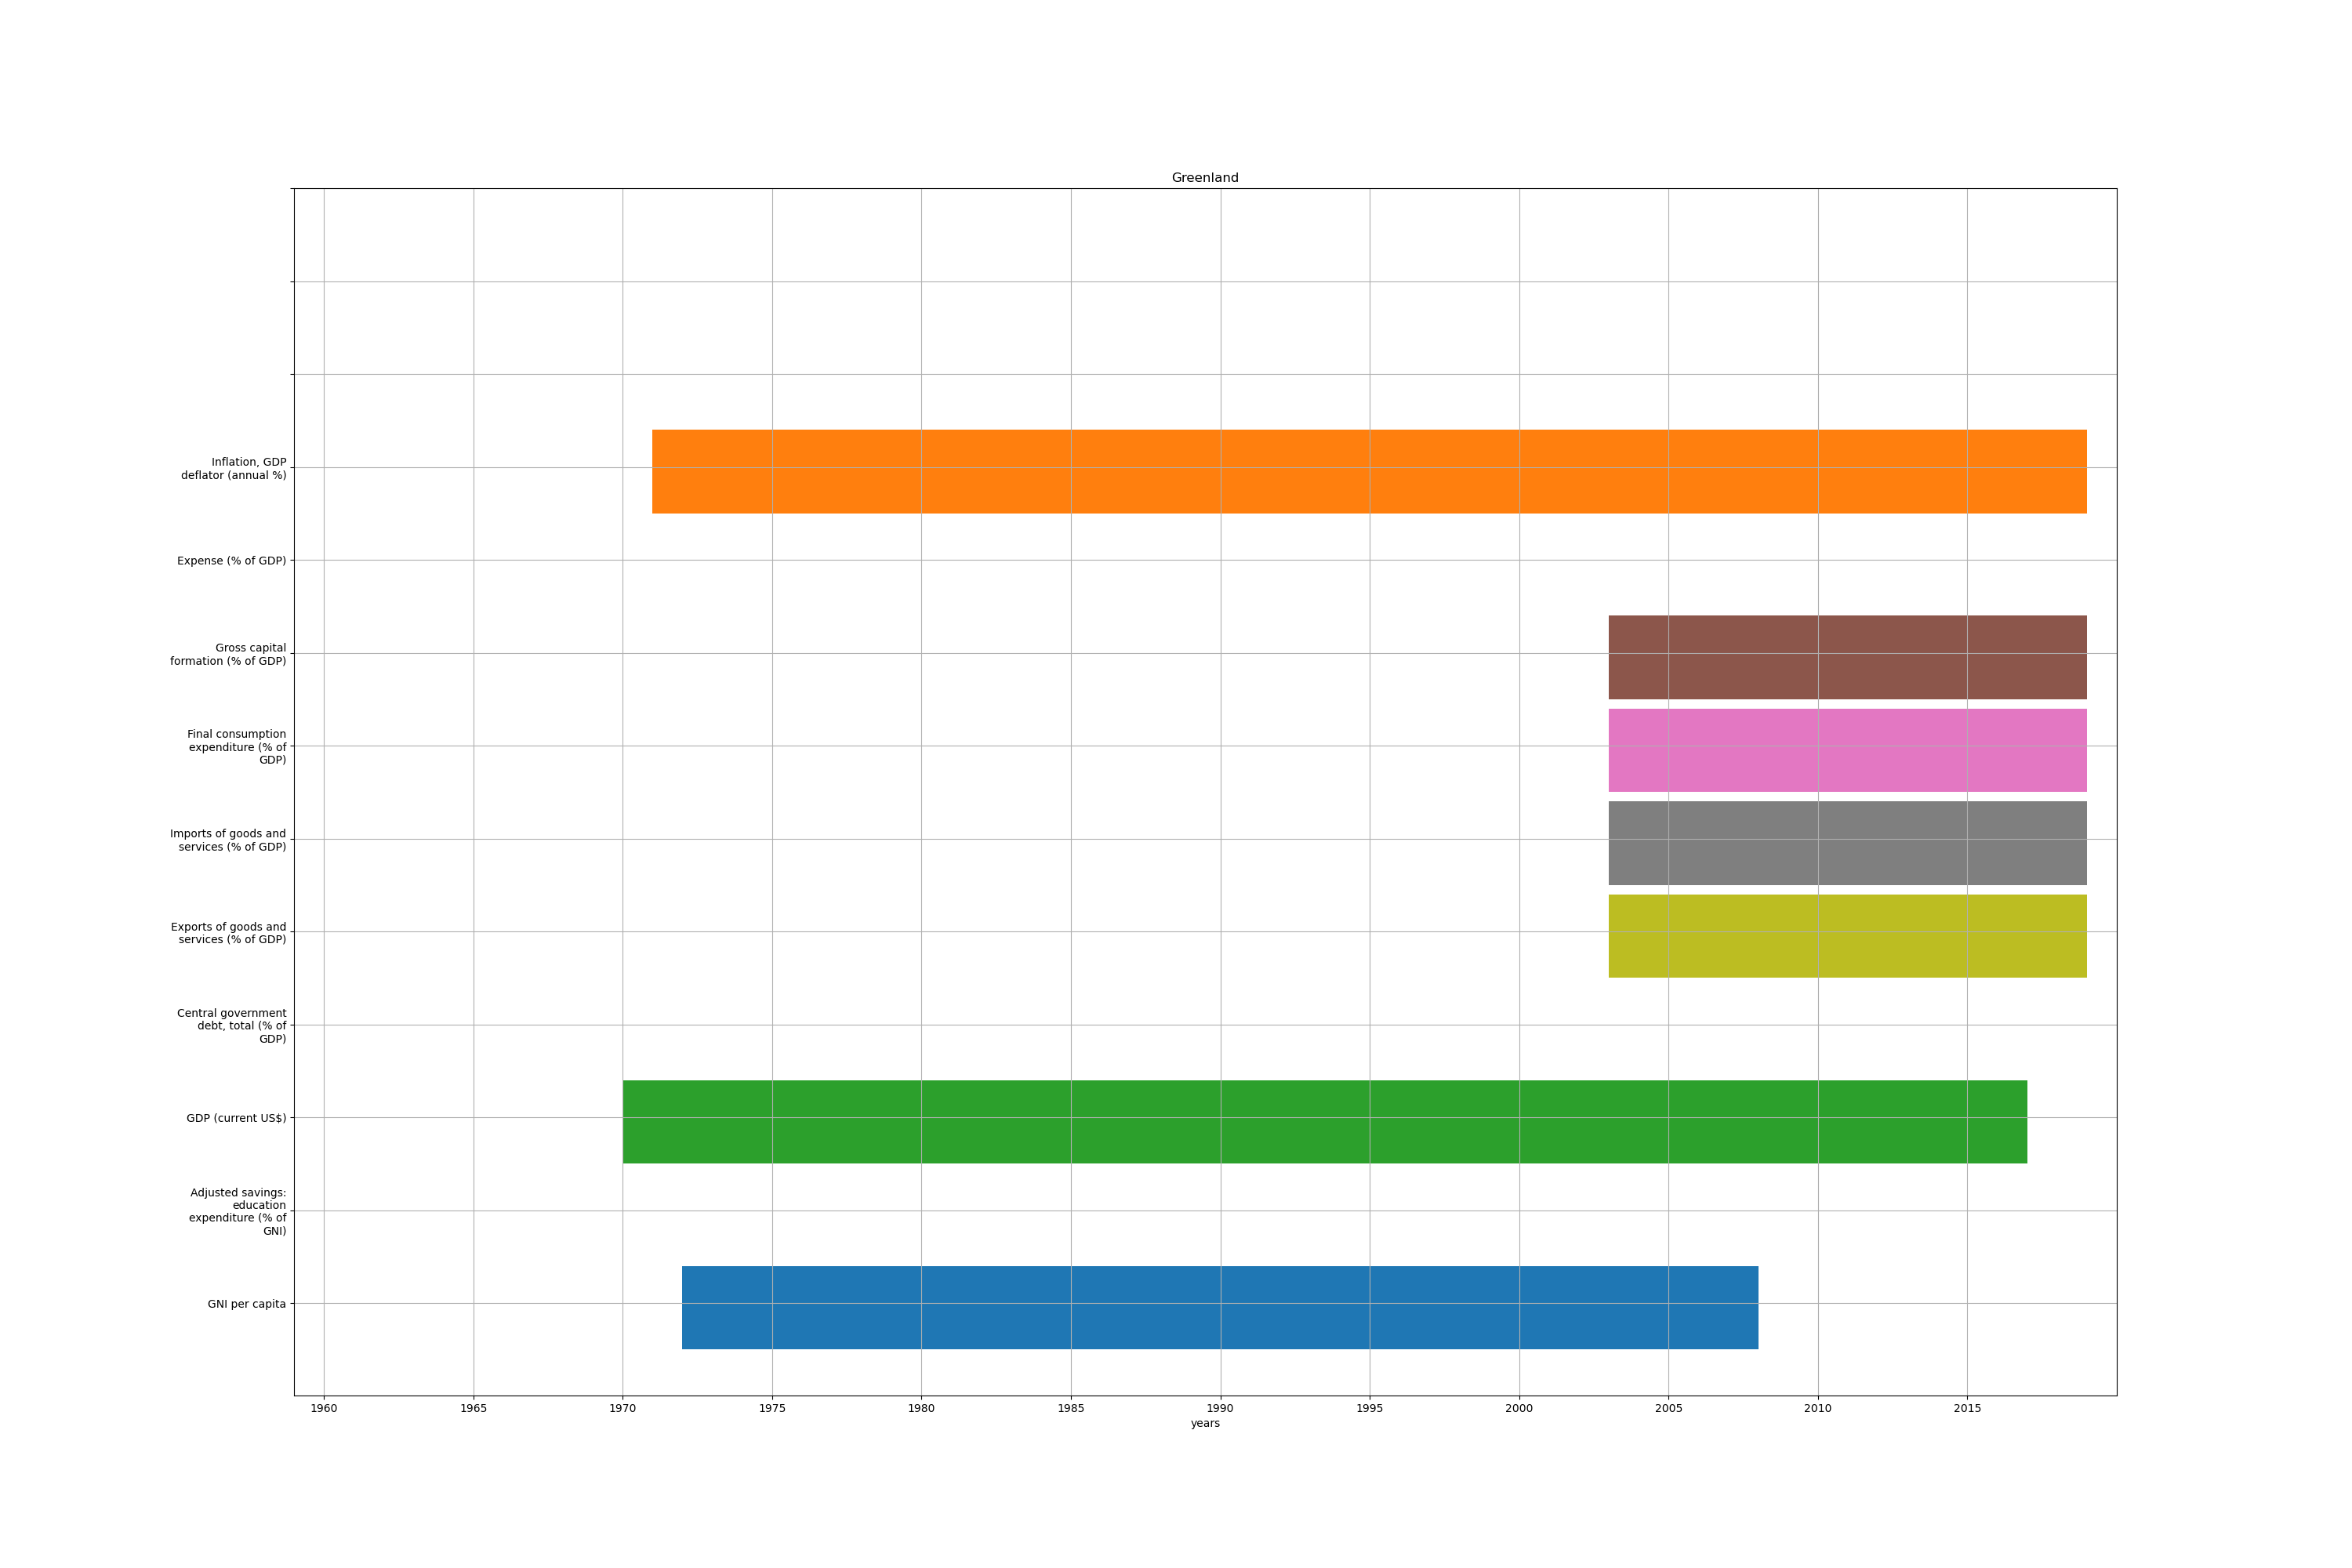 Greenland
Inflation, GDP
deflator (annual %)
Expense (% of GDP)
Gross capital
formation (% of GDP)
Final consumption
expenditure (% of
GDP)
Imports of goods and
services (% of GDP)
Exports of goods and
services (% of GDP)
Central government
debt, total (% of
GDP)
GDP (current US$)
Adjusted savings:
education
expenditure (% of
GNI)
GNI per capita
1960 1965 1970 1975 1980 1985 1990 1995 2000 2005 2010 2015
years